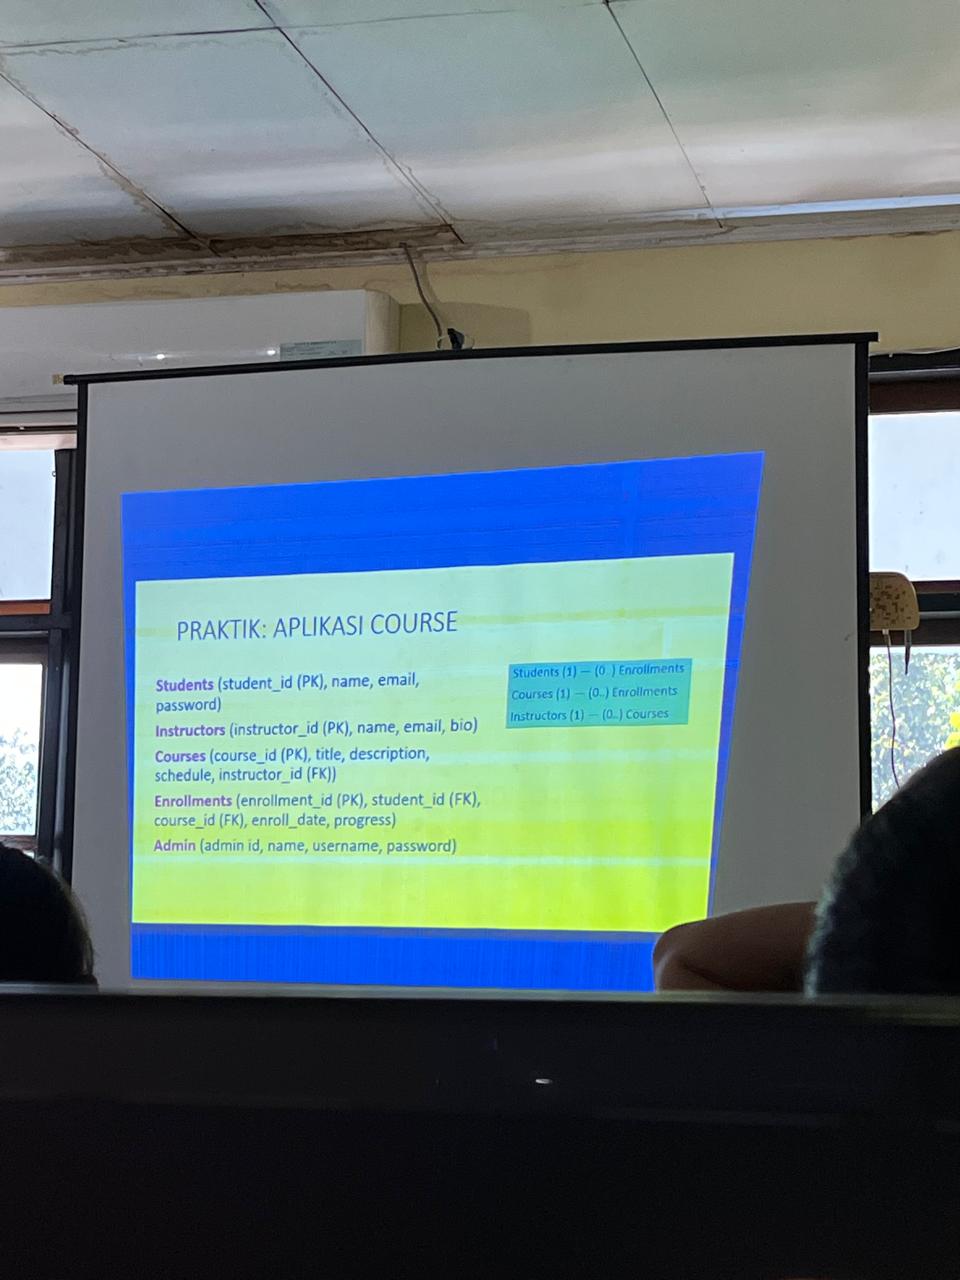 PRAKTIK: APLIKASI COURSE
Students (student_id (PK), name, email,
password)
Instructors (instructor_id (PK), name, email, bio)
Courses (course_id (PK), title, description,
schedule, instructor_id (FK))
Enrollments (enrollment_id (PK), student_id (FK),
course_id (FK), enroll_date, progress)
Admin (admin id, name, username, password)
Students (1) — (0..) Enrollments
Courses (1) — (0..) Enrollments
Instructors (1) — (0..) Courses